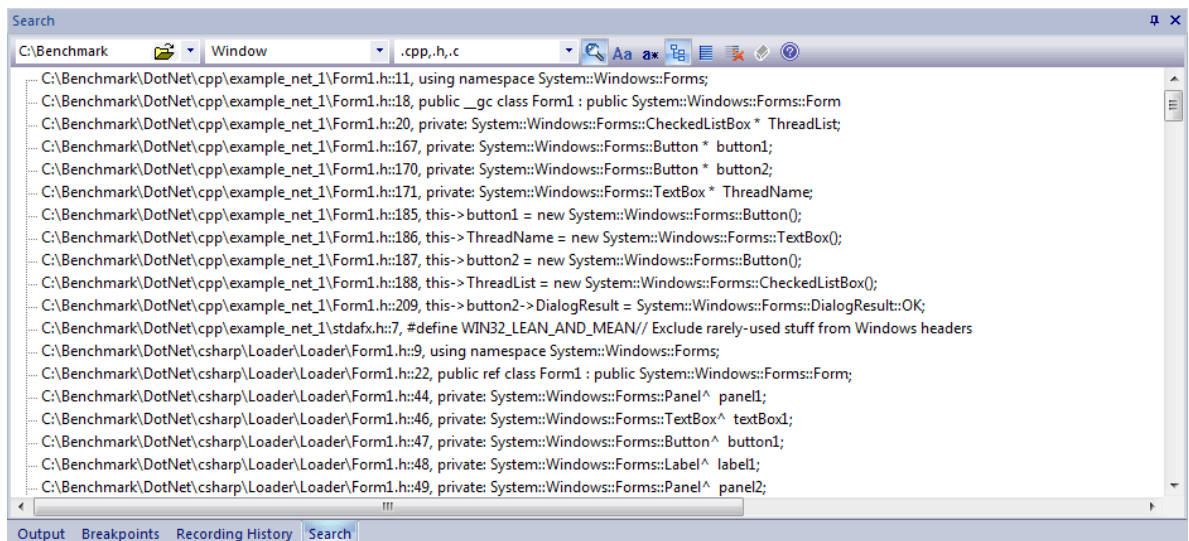 Search
C:\Benchmark Window .cpp,.h,.c Aa a*
C:\Benchmark\DotNet\cpp\example_net_1\Form1.h::11, using namespace System::Windows::Forms;
C:\Benchmark\DotNet\cpp\example_net_1\Form1.h::18, public __gc class Form1 : public System::Windows::Forms::Form
C:\Benchmark\DotNet\cpp\example_net_1\Form1.h::20, private: System::Windows::Forms::CheckedListBox *  ThreadList;
C:\Benchmark\DotNet\cpp\example_net_1\Form1.h::167, private: System::Windows::Forms::Button *  button1;
C:\Benchmark\DotNet\cpp\example_net_1\Form1.h::170, private: System::Windows::Forms::Button *  button2;
C:\Benchmark\DotNet\cpp\example_net_1\Form1.h::171, private: System::Windows::Forms::TextBox *  ThreadName;
C:\Benchmark\DotNet\cpp\example_net_1\Form1.h::185, this->button1 = new System::Windows::Forms::Button();
C:\Benchmark\DotNet\cpp\example_net_1\Form1.h::186, this->ThreadName = new System::Windows::Forms::TextBox();
C:\Benchmark\DotNet\cpp\example_net_1\Form1.h::187, this->button2 = new System::Windows::Forms::Button();
C:\Benchmark\DotNet\cpp\example_net_1\Form1.h::188, this->ThreadList = new System::Windows::Forms::CheckedListBox();
C:\Benchmark\DotNet\cpp\example_net_1\Form1.h::209, this->button2->DialogResult = System::Windows::Forms::DialogResult::OK;
C:\Benchmark\DotNet\cpp\example_net_1\stdafx.h::7, #define WIN32_LEAN_AND_MEAN// Exclude rarely-used stuff from Windows headers
C:\Benchmark\DotNet\csharp\Loader\Loader\Form1.h::9, using namespace System::Windows::Forms;
C:\Benchmark\DotNet\csharp\Loader\Loader\Form1.h::22, public ref class Form1 : public System::Windows::Forms::Form;
C:\Benchmark\DotNet\csharp\Loader\Loader\Form1.h::44, private: System::Windows::Forms::Panel^  panel1;
C:\Benchmark\DotNet\csharp\Loader\Loader\Form1.h::46, private: System::Windows::Forms::TextBox^  textBox1;
C:\Benchmark\DotNet\csharp\Loader\Loader\Form1.h::47, private: System::Windows::Forms::Button^  button1;
C:\Benchmark\DotNet\csharp\Loader\Loader\Form1.h::48, private: System::Windows::Forms::Label^  label1;
C:\Benchmark\DotNet\csharp\Loader\Loader\Form1.h::49, private: System::Windows::Forms::Panel^  panel2;
Output Breakpoints Recording History Search